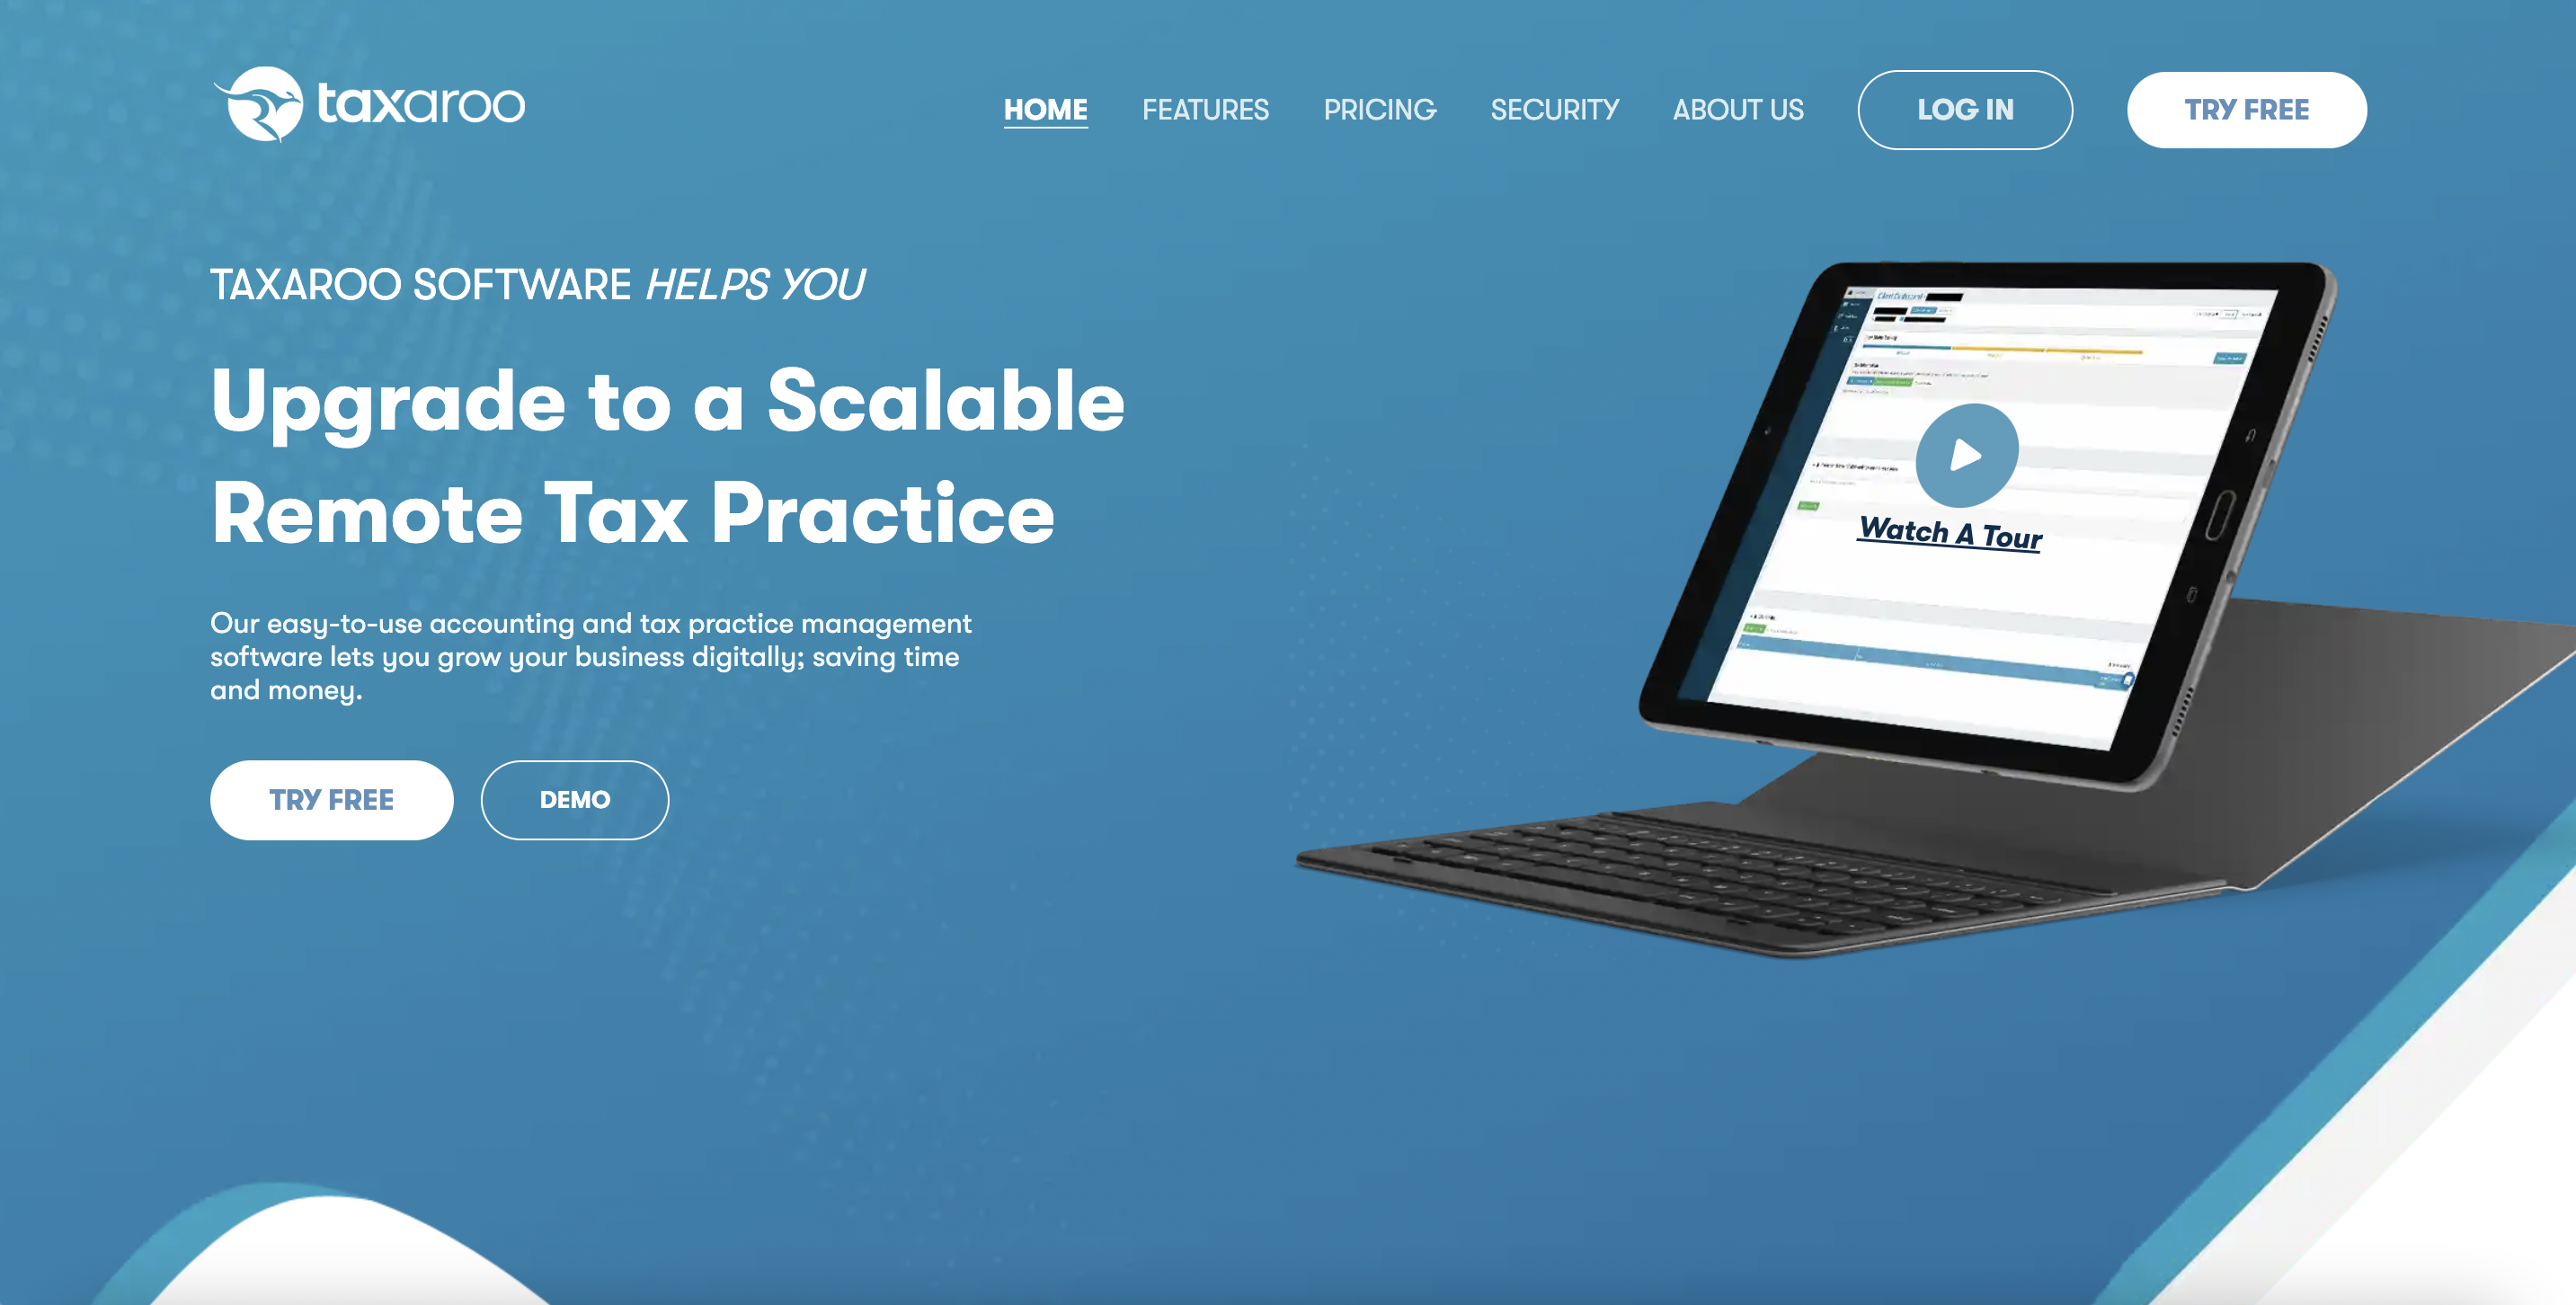 taxaroo
HOME
FEATURES
PRICING
SECURITY
ABOUT US
LOG IN
TRY FREE
TAXAROO SOFTWARE HELPS YOU
Upgrade to a Scalable
Remote Tax Practice
Our easy-to-use accounting and tax practice management
software lets you grow your business digitally; saving time
and money.
TRY FREE
DEMO
Watch A Tour